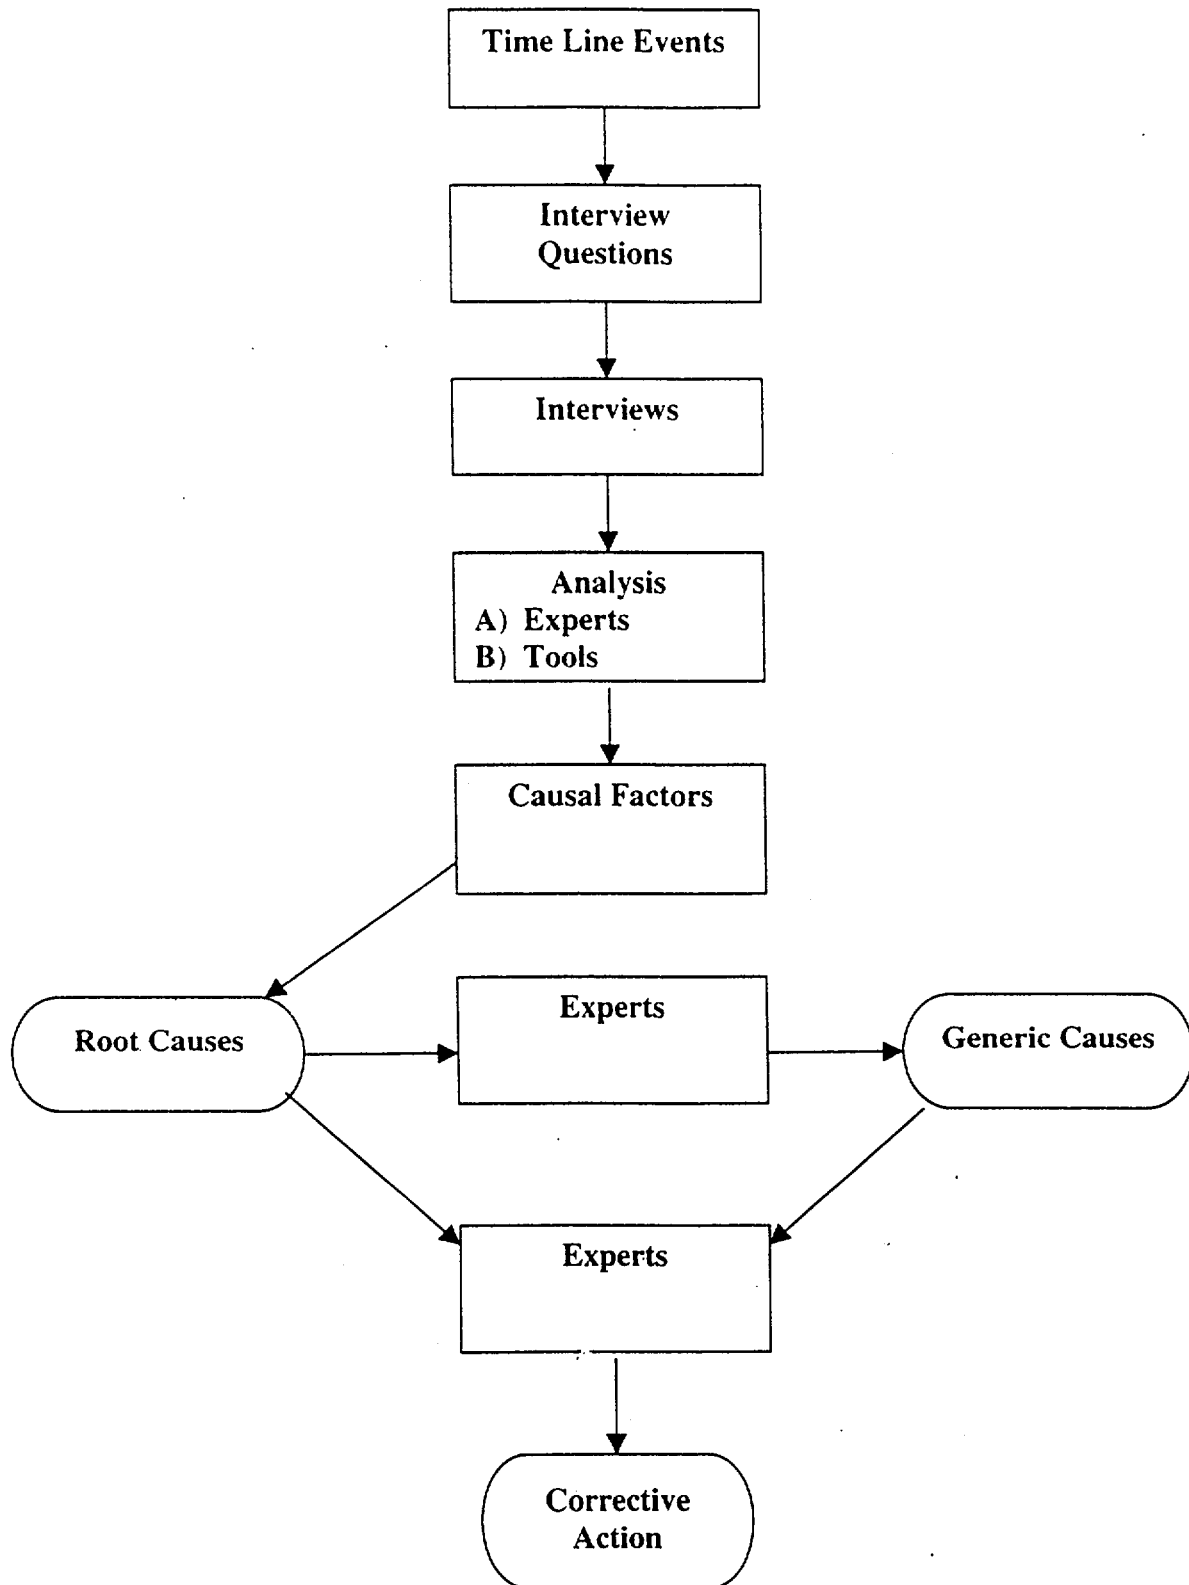 Time Line Events
Interview
Questions
Interviews
Analysis
A) Experts
B) Tools
Causal Factors
Root Causes
Experts
Generic Causes
Experts
Corrective
Action